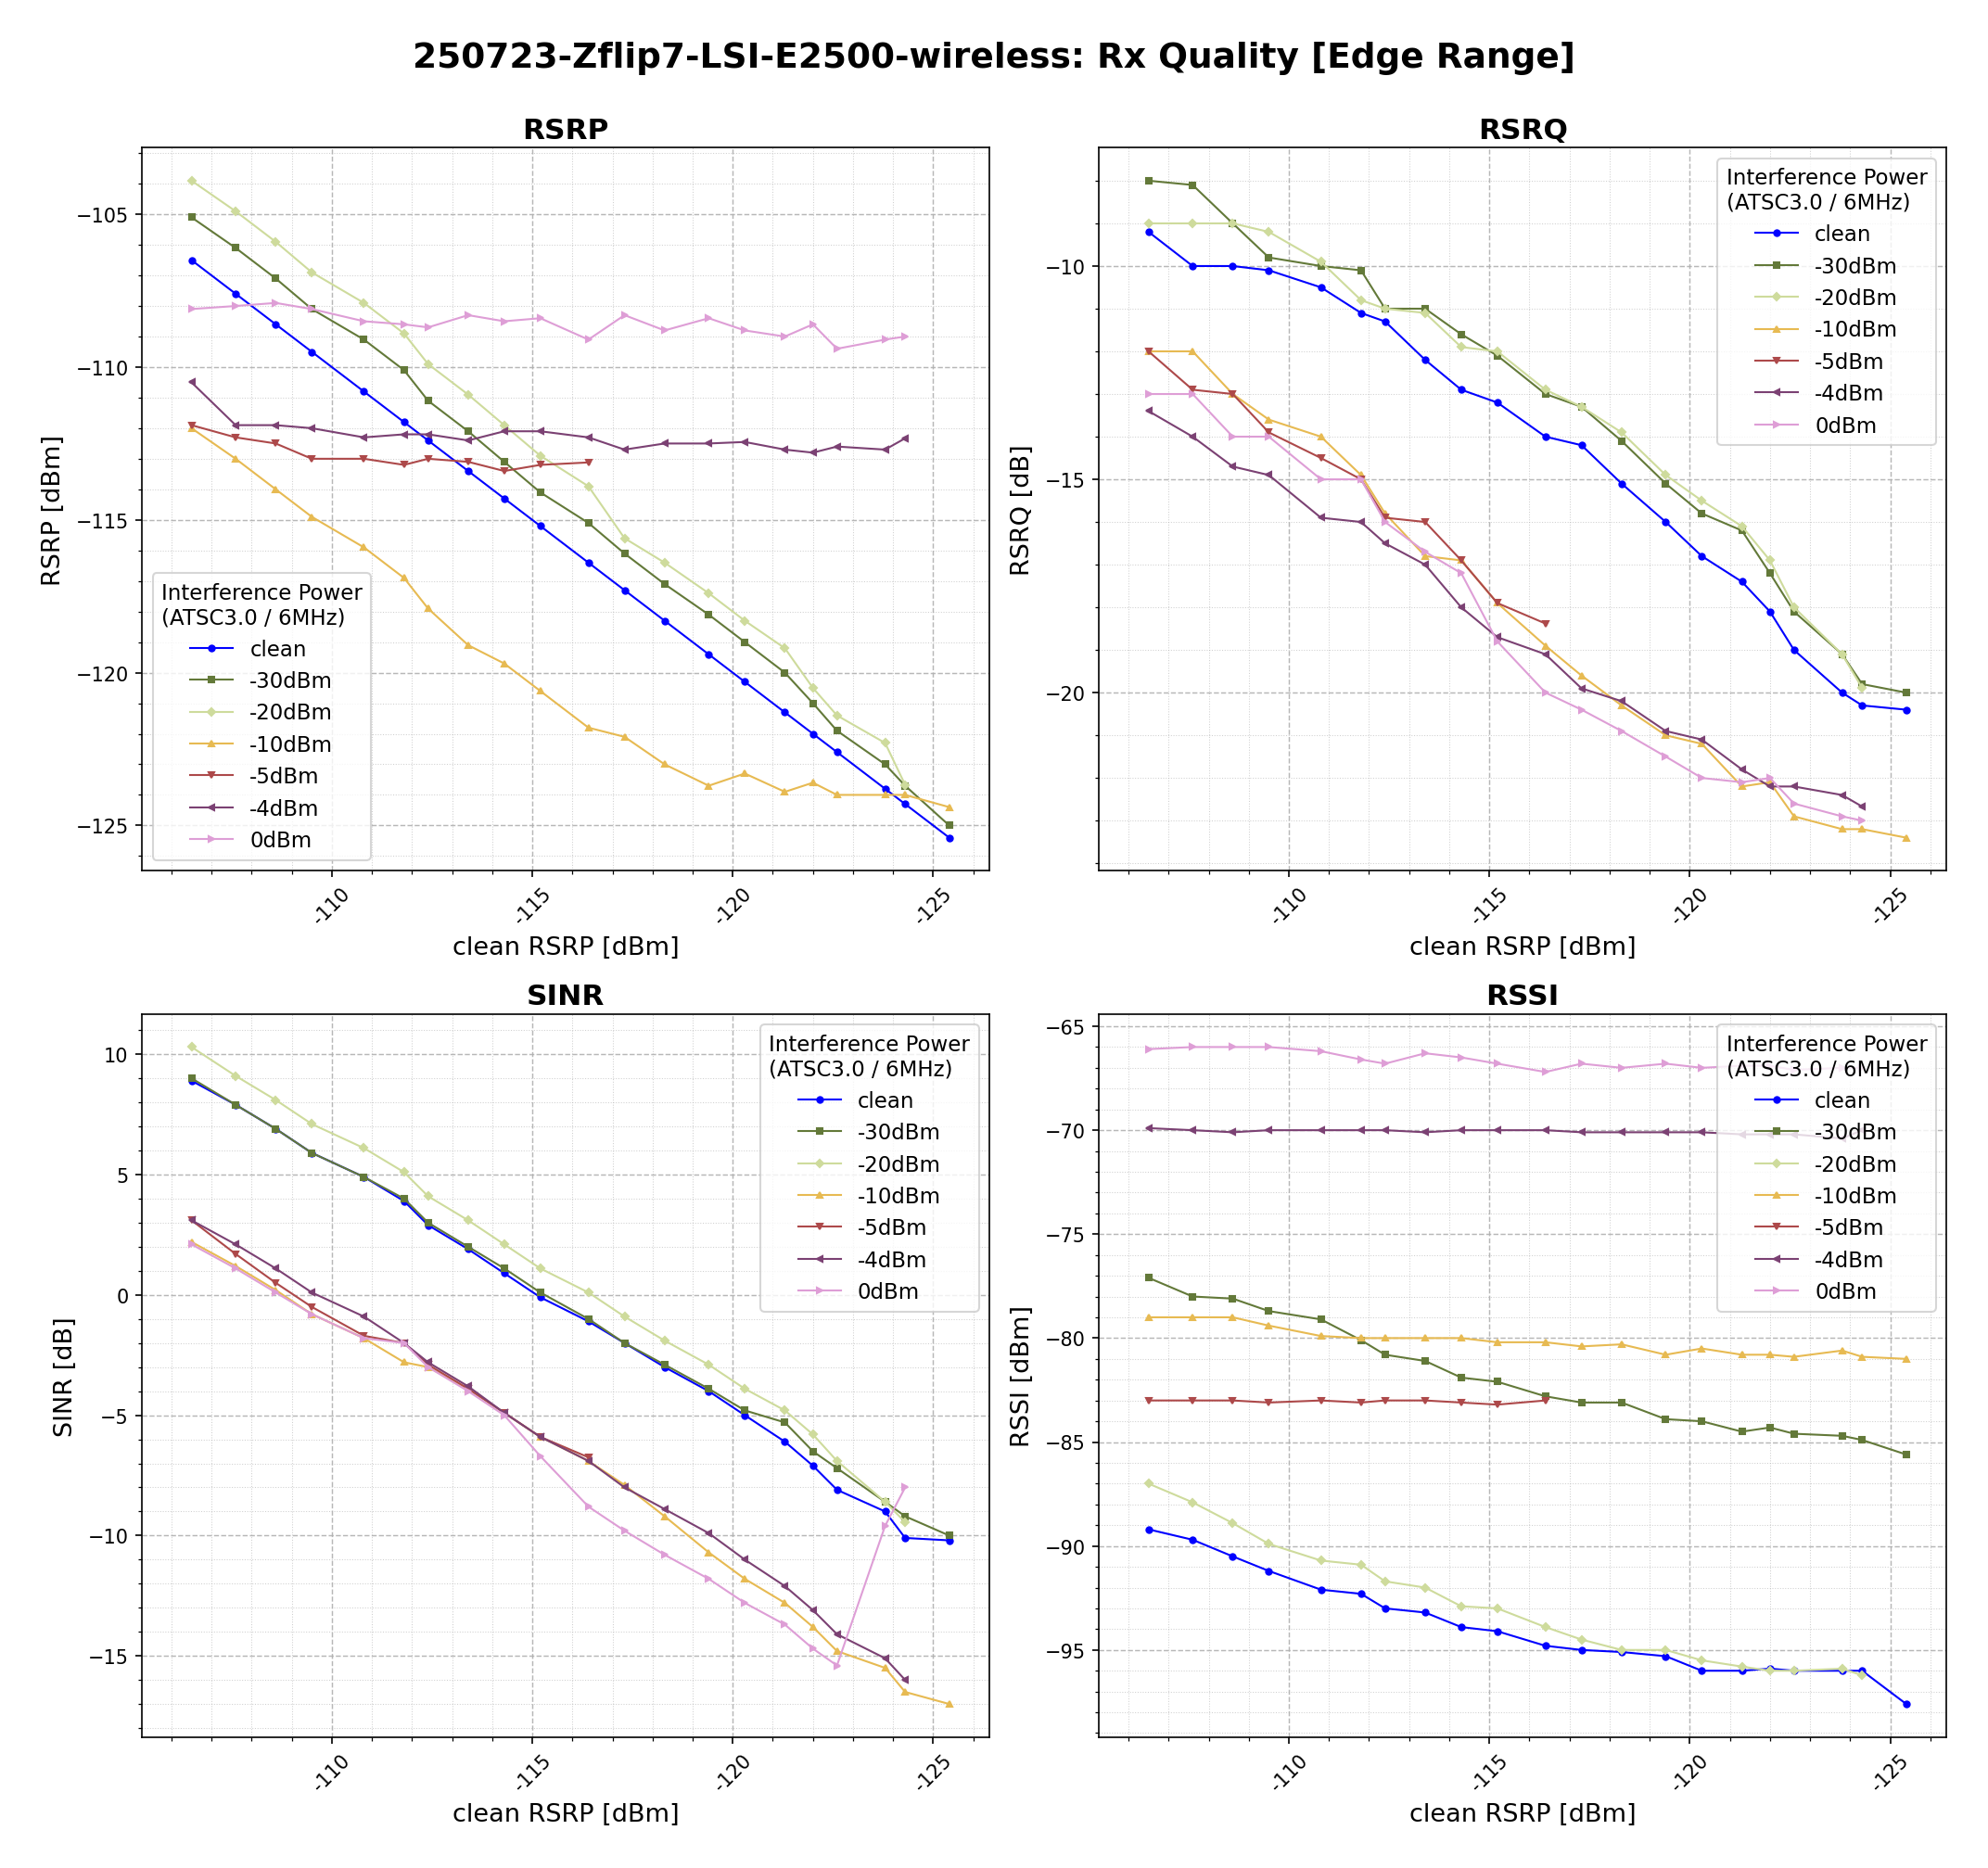 250723-Zflip7-LSI-E2500-wireless: Rx Quality [Edge Range]
RSRP
RSRP [dBm]
−105
−110
−115
−120
−125
Interference Power
(ATSC3.0 / 6MHz)
clean
-30dBm
-20dBm
-10dBm
-5dBm
-4dBm
0dBm
-110
-115
-120
-125
clean RSRP [dBm]
RSRQ
RSRQ [dB]
−10
−15
−20
Interference Power
(ATSC3.0 / 6MHz)
clean
-30dBm
-20dBm
-10dBm
-5dBm
-4dBm
0dBm
-110
-115
-120
-125
clean RSRP [dBm]
SINR
SINR [dB]
10
5
0
−5
−10
−15
Interference Power
(ATSC3.0 / 6MHz)
clean
-30dBm
-20dBm
-10dBm
-5dBm
-4dBm
0dBm
-110
-115
-120
-125
clean RSRP [dBm]
RSSI
RSSI [dBm]
−65
−70
−75
−80
−85
−90
−95
Interference Power
(ATSC3.0 / 6MHz)
clean
-30dBm
-20dBm
-10dBm
-5dBm
-4dBm
0dBm
-110
-115
-120
-125
clean RSRP [dBm]